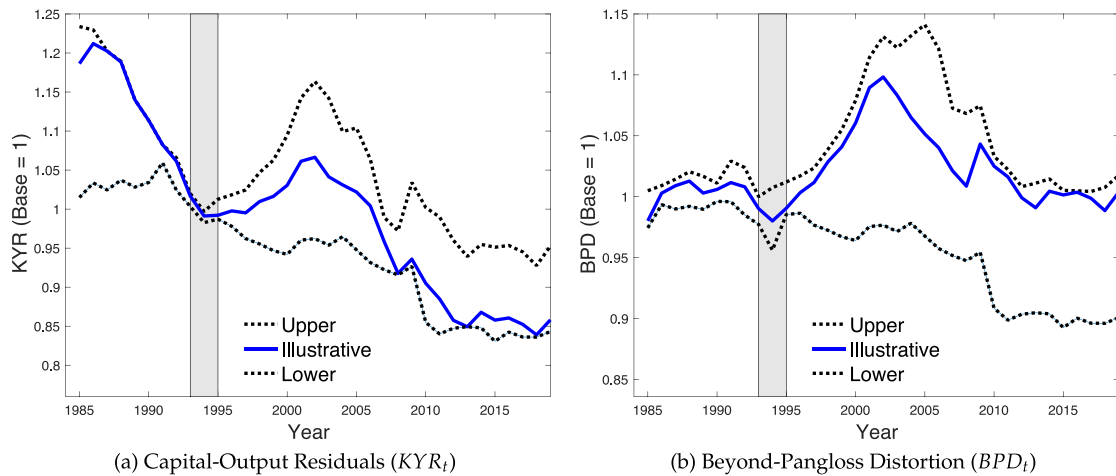 1.25
1.2
1.15
1.1
1.05
1
0.95
0.9
0.85
0.8
KYR (Base = 1)
Upper
Illustrative
Lower
1985 1990 1995 2000 2005 2010 2015
Year
(a) Capital-Output Residuals (KYR_t)
1.15
1.1
1.05
1
0.95
0.9
0.85
BPD (Base = 1)
Upper
Illustrative
Lower
1985 1990 1995 2000 2005 2010 2015
Year
(b) Beyond-Pangloss Distortion (BPD_t)